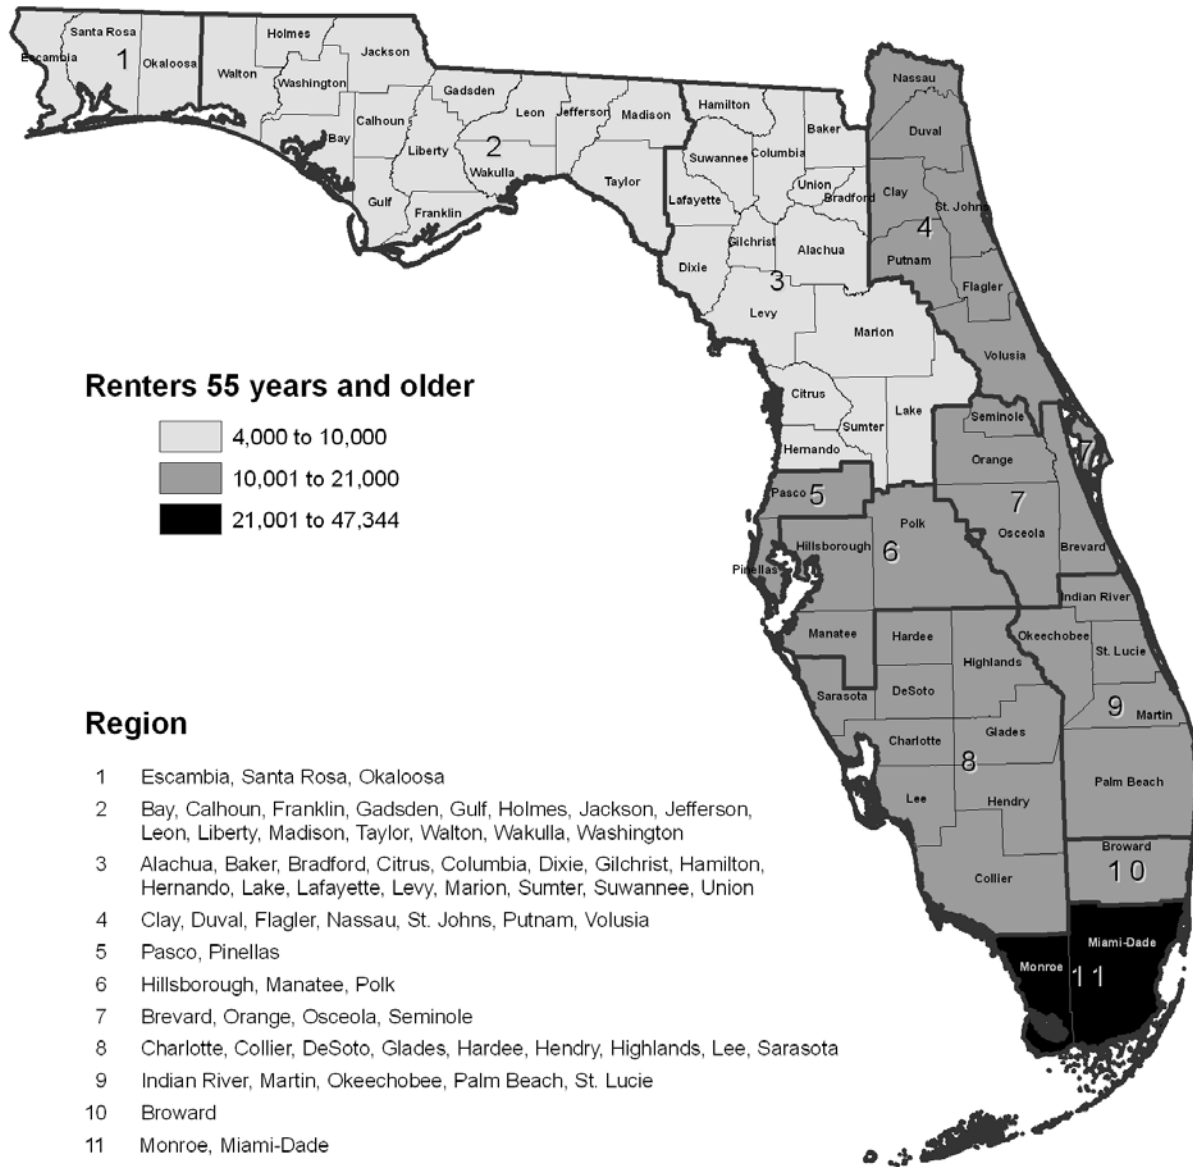 Santa Rosa
Holmes
Escambia
1
Okaloosa
Jackson
Walton
Washington
Gadsden
Calhoun
Leon
Jefferson
Madison
Bay
Liberty
2
Wakulla
Taylor
Gulf
Franklin
Hamilton
Baker
Suwannee
Columbia
Union
Bradford
Lafayette
Gilchrist
Alachua
Dixie
3
Levy
Marion
Citrus
Lake
Sumter
Hernando
Nassau
Duval
Clay
St. Johns
4
Putnam
Flagler
Volusia
Seminole
Orange
7
7
Osceola
Brevard
Pasco
5
Polk
Hillsborough
6
Pinellas
Manatee
Hardee
Highlands
Sarasota
DeSoto
Charlotte
Glades
8
Lee
Hendry
Collier
Indian River
Okeechobee
St. Lucie
9
Martin
Palm Beach
Broward
10
Miami-Dade
Monroe
11
Renters 55 years and older
4,000 to 10,000
10,001 to 21,000
21,001 to 47,344
Region
1 Escambia, Santa Rosa, Okaloosa
2 Bay, Calhoun, Franklin, Gadsden, Gulf, Holmes, Jackson, Jefferson,
Leon, Liberty, Madison, Taylor, Walton, Wakulla, Washington
3 Alachua, Baker, Bradford, Citrus, Columbia, Dixie, Gilchrist, Hamilton,
Hernando, Lake, Lafayette, Levy, Marion, Sumter, Suwannee, Union
4 Clay, Duval, Flagler, Nassau, St. Johns, Putnam, Volusia
5 Pasco, Pinellas
6 Hillsborough, Manatee, Polk
7 Brevard, Orange, Osceola, Seminole
8 Charlotte, Collier, DeSoto, Glades, Hardee, Hendry, Highlands, Lee, Sarasota
9 Indian River, Martin, Okeechobee, Palm Beach, St. Lucie
10 Broward
11 Monroe, Miami-Dade